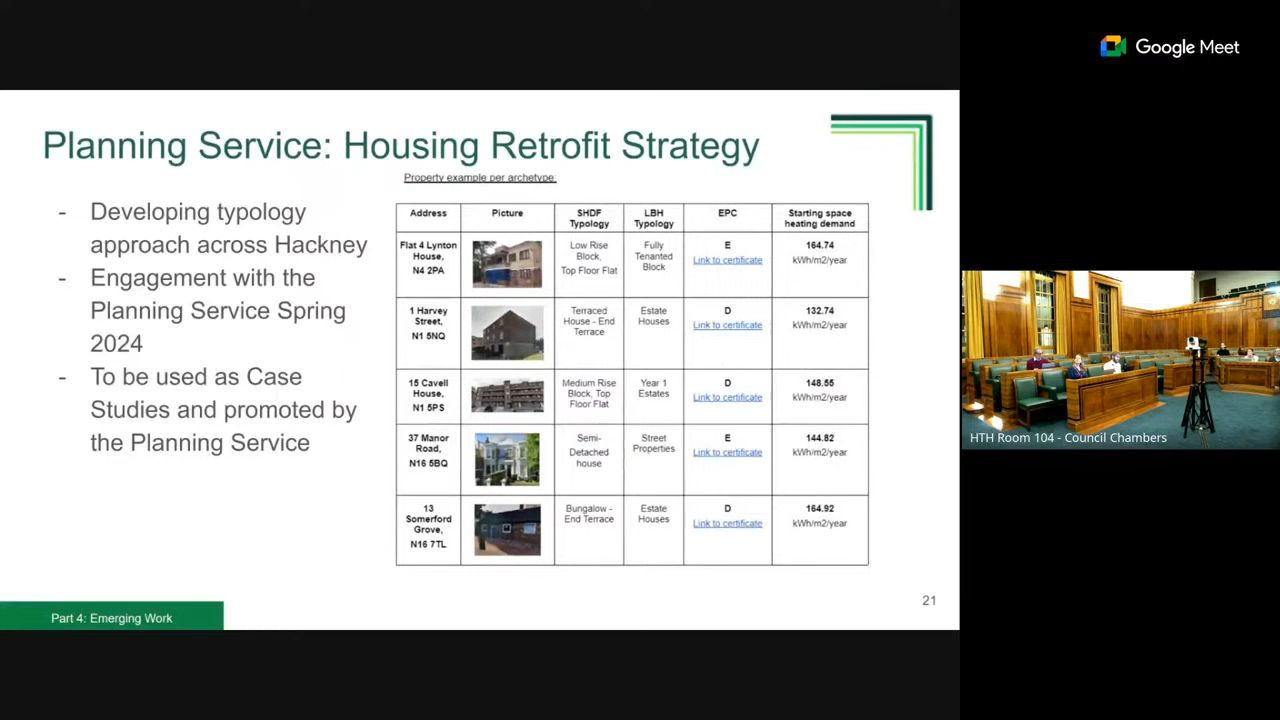 Google Meet
Planning Service: Housing Retrofit Strategy
Property example per archetype:
- Developing typology
approach across Hackney
- Engagement with the
Planning Service Spring
2024
- To be used as Case
Studies and promoted by
the Planning Service
Address Picture SHDF Typology LBH Typology EPC Starting space heating demand
Flat 4 Lynton House, N4 2PA Low Rise Block, Top Floor Flat Fully Tenanted Block E Link to certificate 164.74 kWh/m2/year
1 Harvey Street, N1 5NQ Terraced House - End Terrace Estate Houses D Link to certificate 132.74 kWh/m2/year
15 Cavell House, N1 5PS Medium Rise Block, Top Floor Flat Year 1 Estates D Link to certificate 148.55 kWh/m2/year
37 Manor Road, N16 5BQ Semi-Detached house Street Properties E Link to certificate 144.82 kWh/m2/year
13 Somerford Grove, N16 7TL Bungalow - End Terrace Estate Houses D Link to certificate 164.92 kWh/m2/year
21
Part 4: Emerging Work
HTH Room 104 - Council Chambers